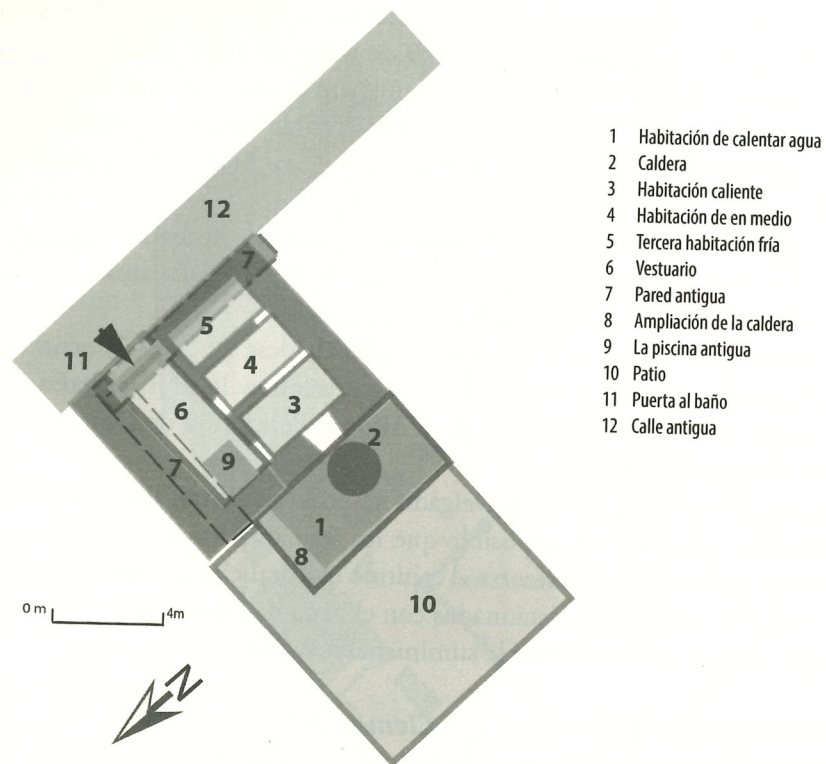 12
7
5
11
4
6
3
9
2
7
1
8
10
0 m
4m
N
1 Habitación de calentar agua
2 Caldera
3 Habitación caliente
4 Habitación de en medio
5 Tercera habitación fría
6 Vestuario
7 Pared antigua
8 Ampliación de la caldera
9 La piscina antigua
10 Patio
11 Puerta al baño
12 Calle antigua